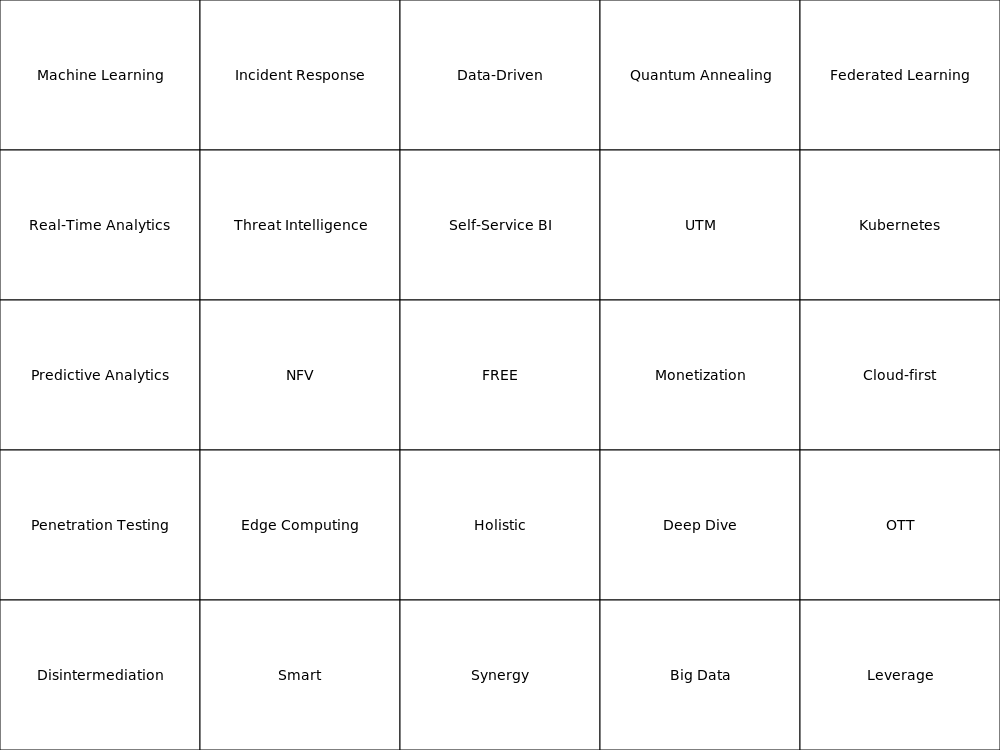 Machine Learning
Incident Response
Data-Driven
Quantum Annealing
Federated Learning
Real-Time Analytics
Threat Intelligence
Self-Service BI
UTM
Kubernetes
Predictive Analytics
NFV
FREE
Monetization
Cloud-first
Penetration Testing
Edge Computing
Holistic
Deep Dive
OTT
Disintermediation
Smart
Synergy
Big Data
Leverage